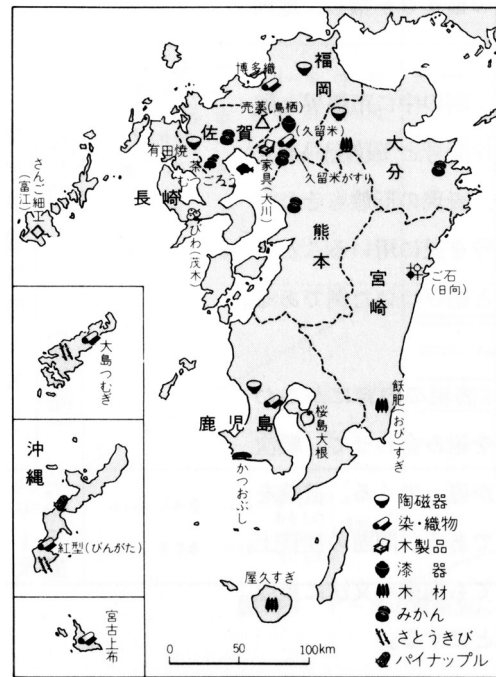 福岡
博多織
売薬(鳥栖)
佐賀
有田焼
茶
むつごろう
(久留米)
家具(大川)
久留米がすり
大分
長崎
びわ(茂木)
さんご細工
(富江)
熊本
宮崎
ご石
(日向)
飫肥(おび)すぎ
鹿児島
桜島大根
かつおぶし
屋久すぎ
大島つむぎ
沖縄
紅型(びんがた)
宮古上布
陶磁器
染・織物
木製品
漆器
木材
みかん
さとうきび
パイナップル
0 50 100km